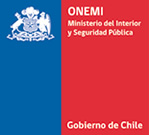 ONEMI
Ministerio del Interior
y Seguridad Pública
Gobierno de Chile